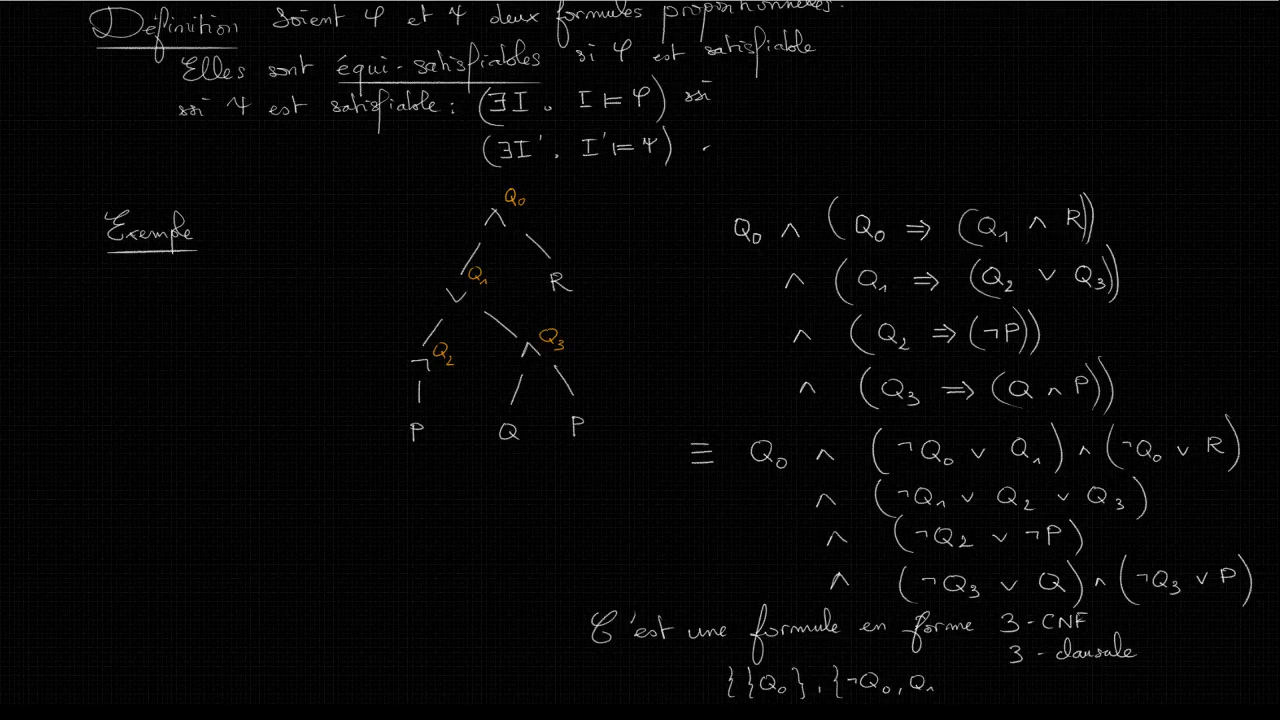 Définition Soient φ et ψ deux formules propositionnelles.
Elles sont équi-satisfiables si φ est satisfiable
ssi ψ est satisfiable : (∃I. I ⊨ φ) ssi
(∃I'. I' ⊨ ψ).
Exemple
Q₀
∧
Q₁
∨
R
Q₂
¬
Q₃
∧
P
Q
P
Q₀ ∧ (Q₀ ⇒ (Q₁ ∧ R))
∧ (Q₁ ⇒ (Q₂ ∨ Q₃))
∧ (Q₂ ⇒ (¬P))
∧ (Q₃ ⇒ (Q ∧ P))
≡ Q₀ ∧ (¬Q₀ ∨ Q₁) ∧ (¬Q₀ ∨ R)
∧ (¬Q₁ ∨ Q₂ ∨ Q₃)
∧ (¬Q₂ ∨ ¬P)
∧ (¬Q₃ ∨ Q) ∧ (¬Q₃ ∨ P)
C'est une formule en forme 3-CNF
3-clausale
{{Q₀}, {¬Q₀, Q₁